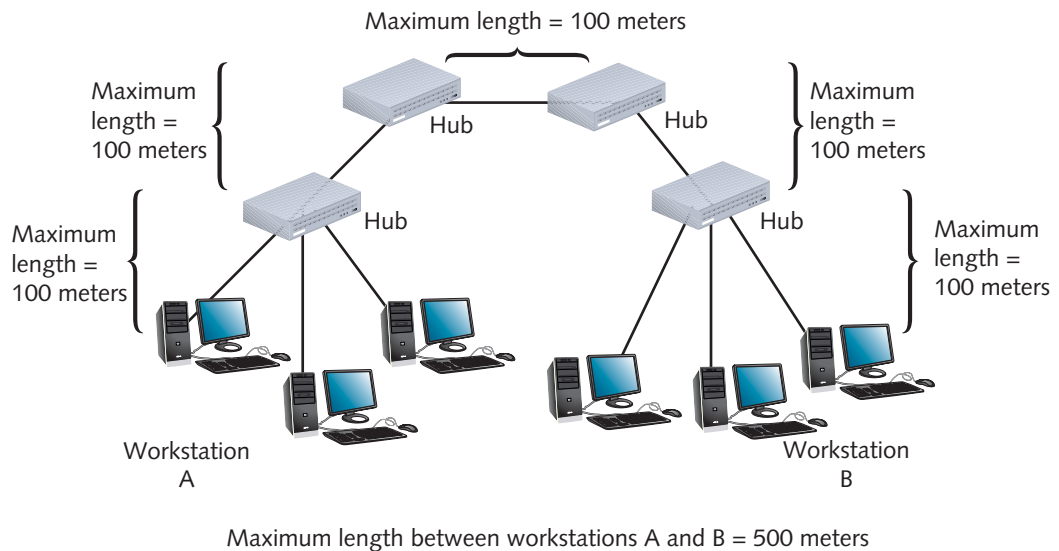 Maximum length = 100 meters
Maximum
length =
100 meters
Hub
Hub
Maximum
length =
100 meters
Maximum
length =
100 meters
Hub
Hub
Maximum
length =
100 meters
Workstation
A
Workstation
B
Maximum length between workstations A and B = 500 meters